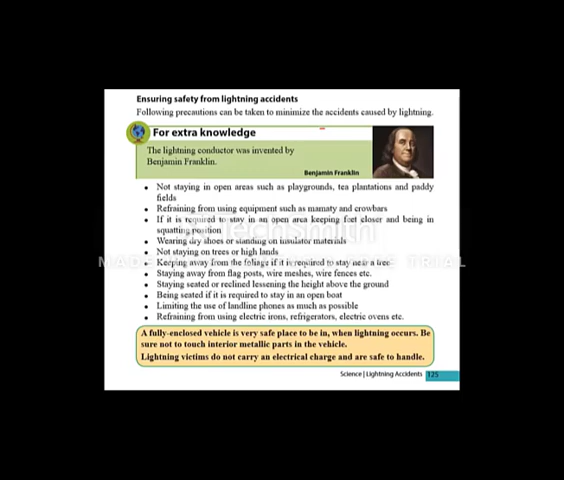 Ensuring safety from lightning accidents
Following precautions can be taken to minimize the accidents caused by lightning.
For extra knowledge
The lightning conductor was invented by
Benjamin Franklin.
Benjamin Franklin
• Not staying in open areas such as playgrounds, tea plantations and paddy
fields
• Refraining from using equipment such as mamaty and crowbars
• If it is required to stay in an open area keeping feet closer and being in
squatting position
• Wearing dry shoes or standing on insulator materials
• Not staying on trees or high lands
• Keeping away from the foliage if it is required to stay near a tree
• Staying away from flag posts, wire meshes, wire fences etc.
• Staying seated or reclined lessening the height above the ground
• Being seated if it is required to stay in an open boat
• Limiting the use of landline phones as much as possible
• Refraining from using electric irons, refrigerators, electric ovens etc.
TechSmith
A fully-enclosed vehicle is very safe place to be in, when lightning occurs. Be
sure not to touch interior metallic parts in the vehicle.
Lightning victims do not carry an electrical charge and are safe to handle.
Science | Lightning Accidents 125